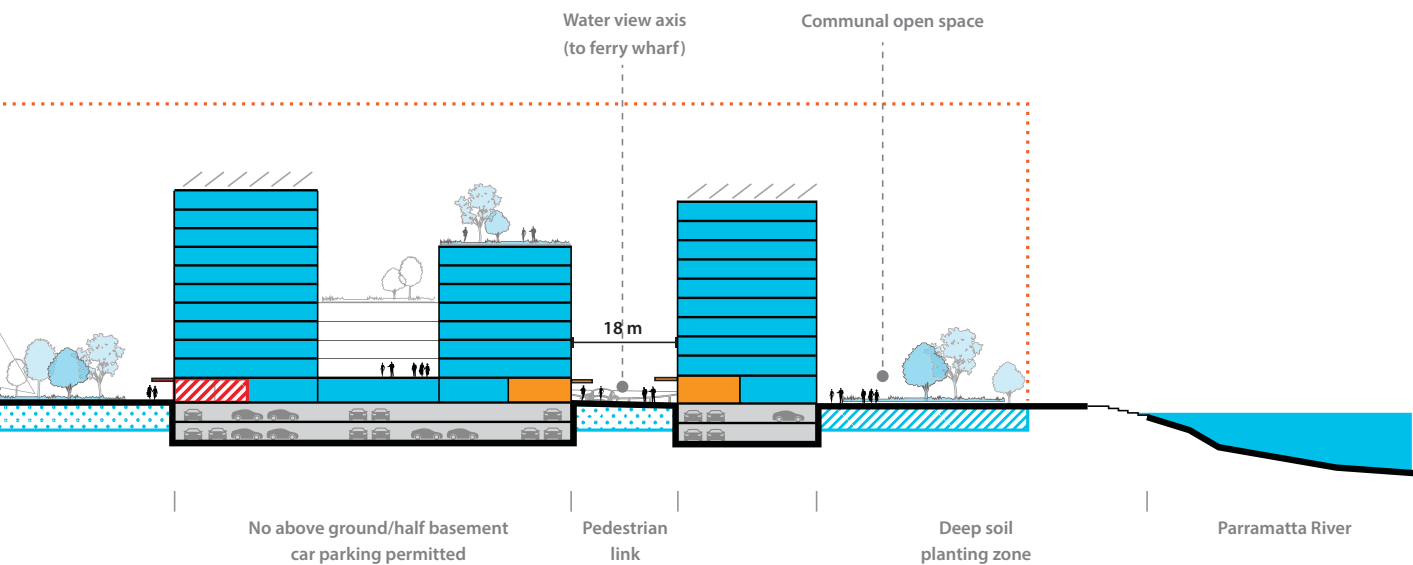 Water view axis
(to ferry wharf)
Communal open space
18 m
No above ground/half basement
car parking permitted
Pedestrian
link
Deep soil
planting zone
Parramatta River